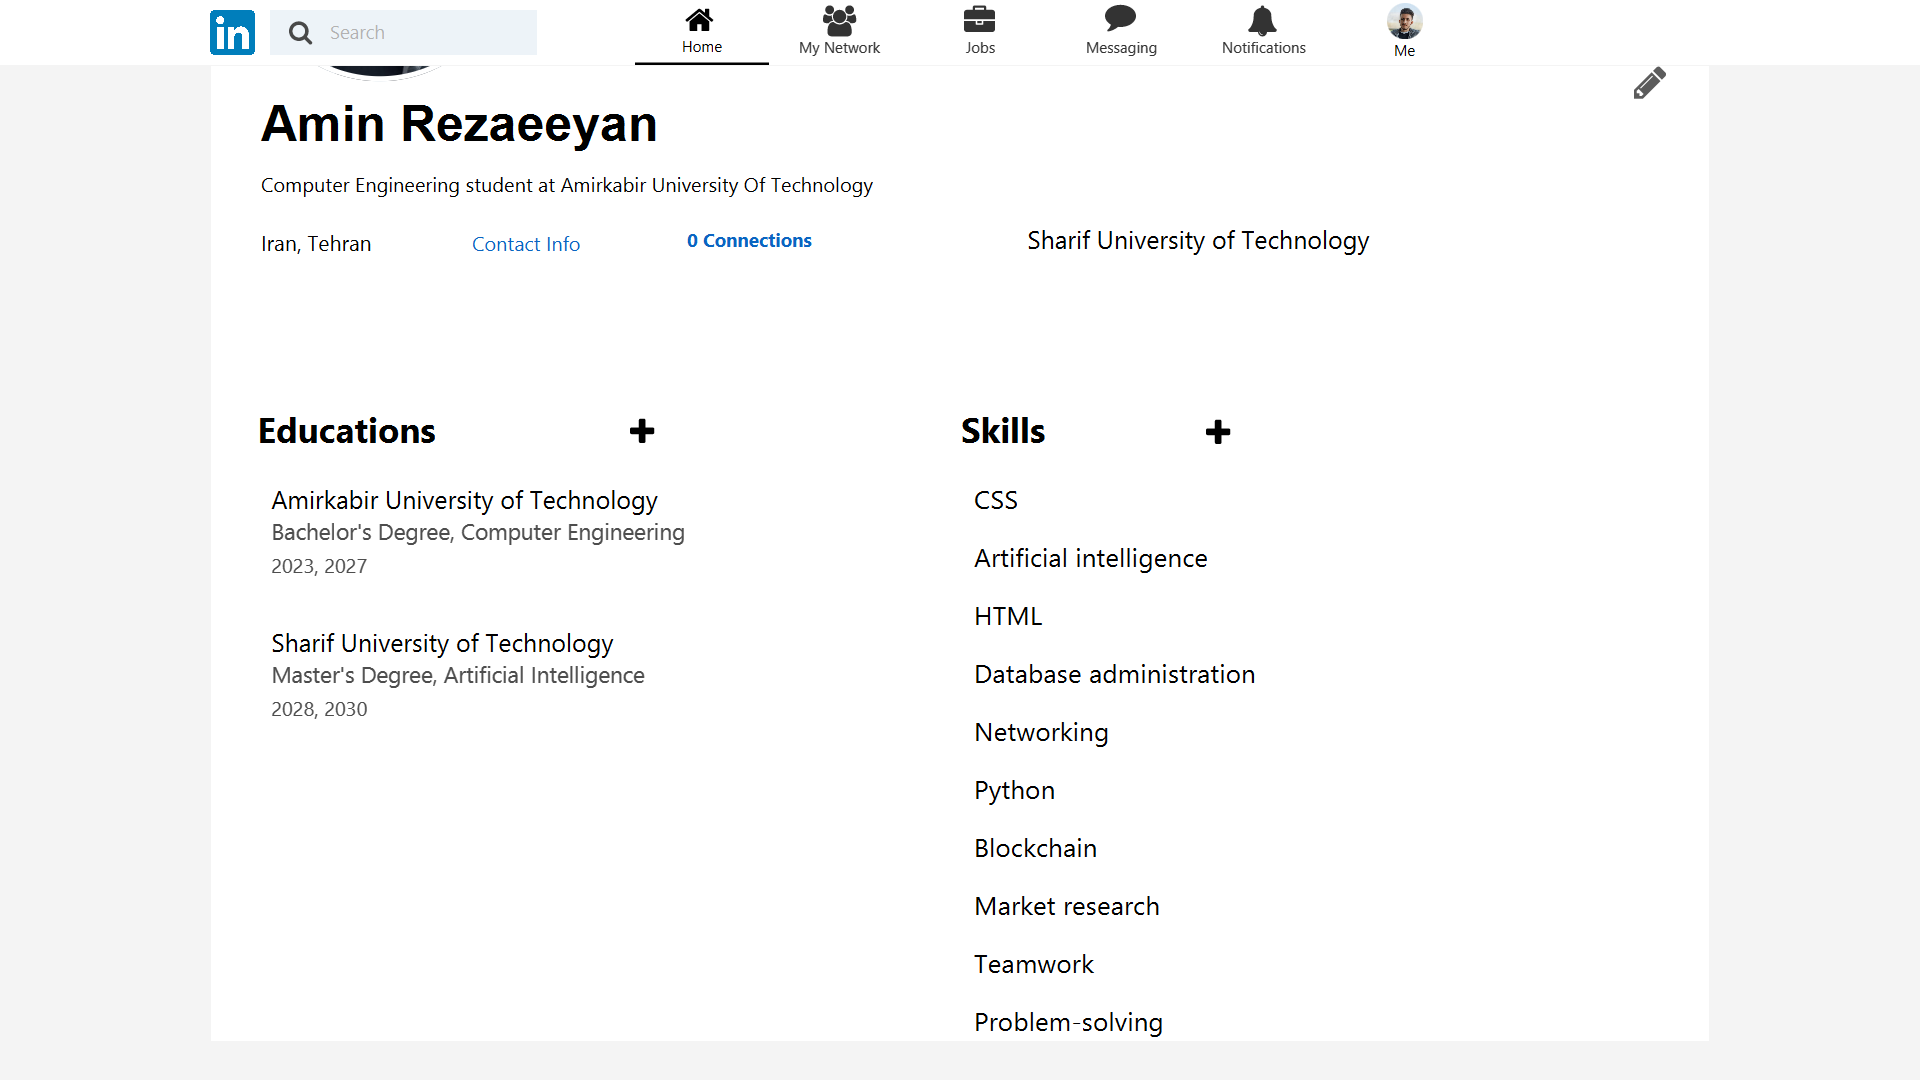 in
Search
Home
My Network
Jobs
Messaging
Notifications
Me
Amin Rezaeeyan
Computer Engineering student at Amirkabir University Of Technology
Iran, Tehran
Contact Info
0 Connections
Sharif University of Technology
Educations
Amirkabir University of Technology
Bachelor's Degree, Computer Engineering
2023, 2027
Sharif University of Technology
Master's Degree, Artificial Intelligence
2028, 2030
Skills
CSS
Artificial intelligence
HTML
Database administration
Networking
Python
Blockchain
Market research
Teamwork
Problem-solving